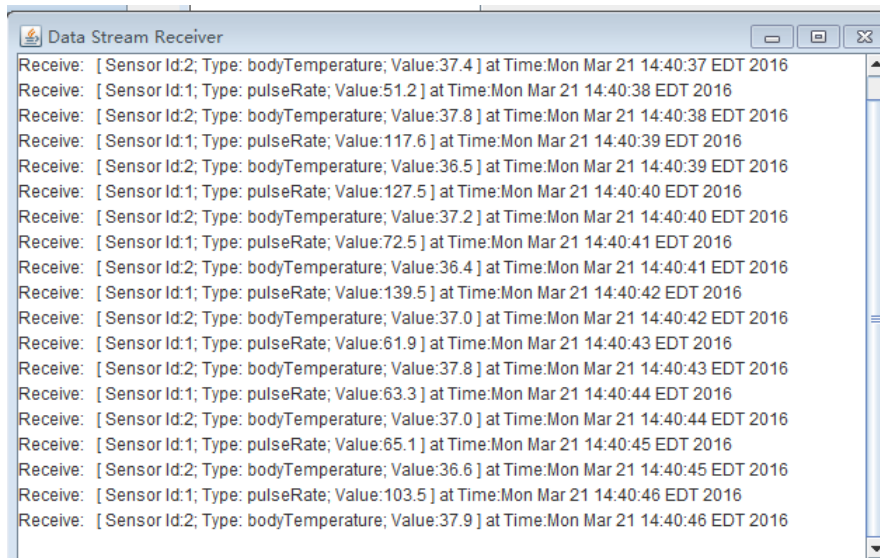 Data Stream Receiver
Receive: [ Sensor Id:2; Type: bodyTemperature; Value:37.4 ] at Time:Mon Mar 21 14:40:37 EDT 2016
Receive: [ Sensor Id:1; Type: pulseRate; Value:51.2 ] at Time:Mon Mar 21 14:40:38 EDT 2016
Receive: [ Sensor Id:2; Type: bodyTemperature; Value:37.8 ] at Time:Mon Mar 21 14:40:38 EDT 2016
Receive: [ Sensor Id:1; Type: pulseRate; Value:117.6 ] at Time:Mon Mar 21 14:40:39 EDT 2016
Receive: [ Sensor Id:2; Type: bodyTemperature; Value:36.5 ] at Time:Mon Mar 21 14:40:39 EDT 2016
Receive: [ Sensor Id:1; Type: pulseRate; Value:127.5 ] at Time:Mon Mar 21 14:40:40 EDT 2016
Receive: [ Sensor Id:2; Type: bodyTemperature; Value:37.2 ] at Time:Mon Mar 21 14:40:40 EDT 2016
Receive: [ Sensor Id:1; Type: pulseRate; Value:72.5 ] at Time:Mon Mar 21 14:40:41 EDT 2016
Receive: [ Sensor Id:2; Type: bodyTemperature; Value:36.4 ] at Time:Mon Mar 21 14:40:41 EDT 2016
Receive: [ Sensor Id:1; Type: pulseRate; Value:139.5 ] at Time:Mon Mar 21 14:40:42 EDT 2016
Receive: [ Sensor Id:2; Type: bodyTemperature; Value:37.0 ] at Time:Mon Mar 21 14:40:42 EDT 2016
Receive: [ Sensor Id:1; Type: pulseRate; Value:61.9 ] at Time:Mon Mar 21 14:40:43 EDT 2016
Receive: [ Sensor Id:2; Type: bodyTemperature; Value:37.8 ] at Time:Mon Mar 21 14:40:43 EDT 2016
Receive: [ Sensor Id:1; Type: pulseRate; Value:63.3 ] at Time:Mon Mar 21 14:40:44 EDT 2016
Receive: [ Sensor Id:2; Type: bodyTemperature; Value:37.0 ] at Time:Mon Mar 21 14:40:44 EDT 2016
Receive: [ Sensor Id:1; Type: pulseRate; Value:65.1 ] at Time:Mon Mar 21 14:40:45 EDT 2016
Receive: [ Sensor Id:2; Type: bodyTemperature; Value:36.6 ] at Time:Mon Mar 21 14:40:45 EDT 2016
Receive: [ Sensor Id:1; Type: pulseRate; Value:103.5 ] at Time:Mon Mar 21 14:40:46 EDT 2016
Receive: [ Sensor Id:2; Type: bodyTemperature; Value:37.9 ] at Time:Mon Mar 21 14:40:46 EDT 2016